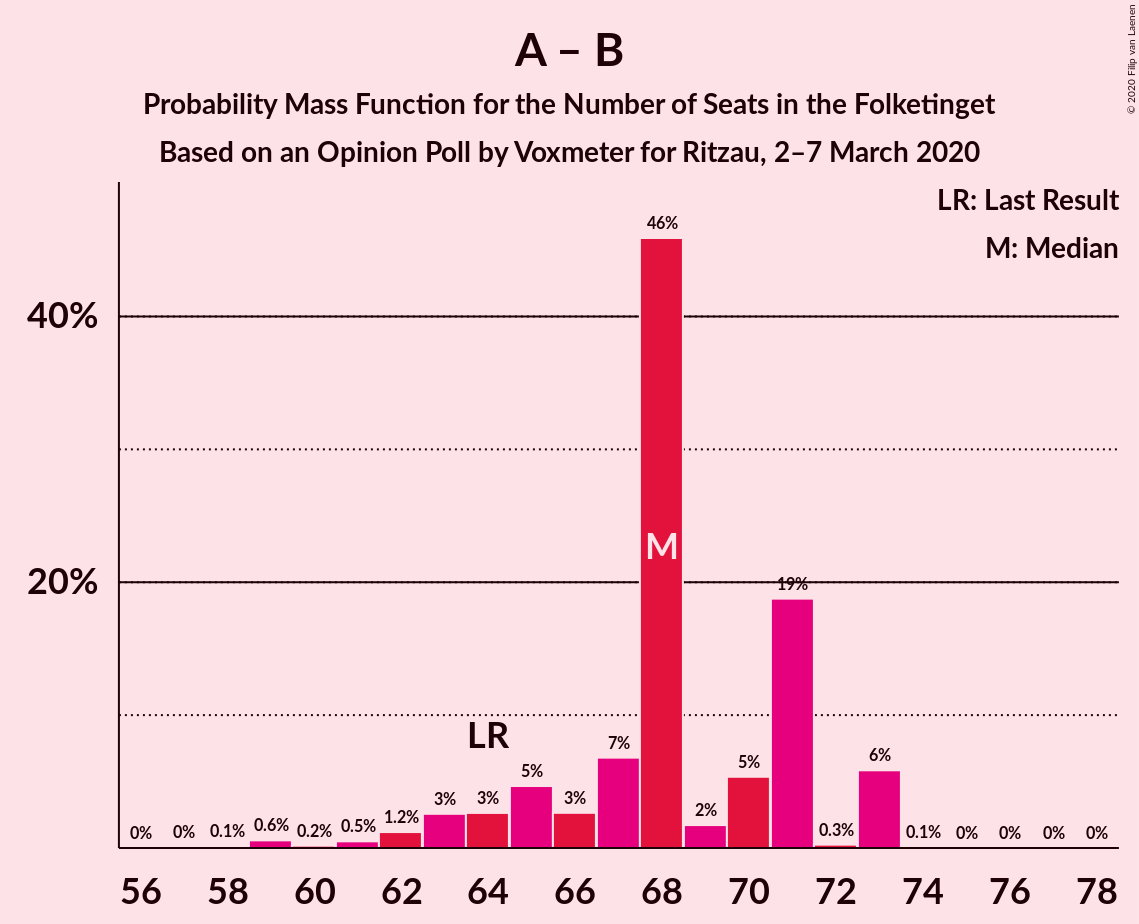 A – B
Probability Mass Function for the Number of Seats in the Folketinget
Based on an Opinion Poll by Voxmeter for Ritzau, 2–7 March 2020
© 2020 Filip van Laenen
LR: Last Result
M: Median
40%
20%
0%
0%
0.1%
0.6%
0.2%
0.5%
1.2%
3%
3%
5%
3%
7%
46%
2%
5%
19%
0.3%
6%
0.1%
0%
0%
0%
0%
LR
M
56 58 60 62 64 66 68 70 72 74 76 78